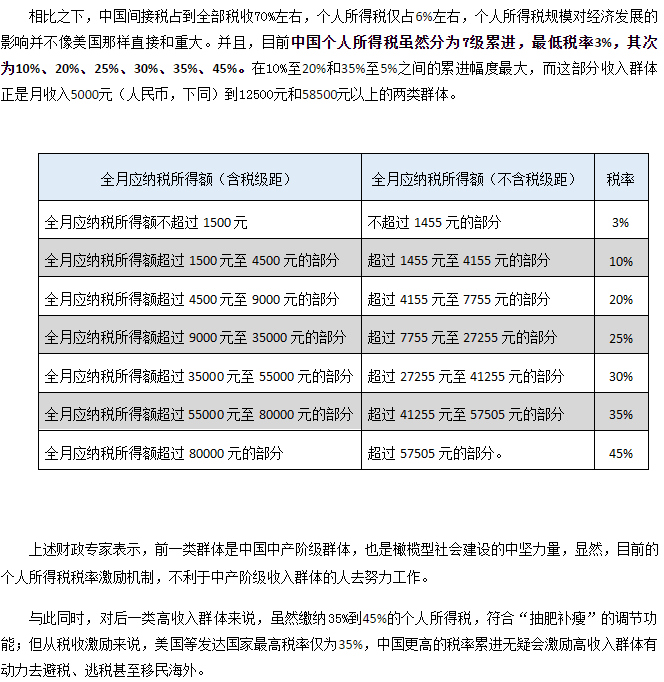 相比之下，中国间接税占到全部税收70%左右，个人所得税仅占6%左右，个人所得税规模对经济发展的
影响并不像美国那样直接和重大。并且，目前中国个人所得税虽然分为7级累进，最低税率3%，其次
为10%、20%、25%、30%、35%、45%。在10%至20%和35%至5%之间的累进幅度最大，而这部分收入群体
正是月收入5000元（人民币，下同）到12500元和58500元以上的两类群体。
全月应纳税所得额（含税级距） 全月应纳税所得额（不含税级距） 税率
全月应纳税所得额不超过 1500 元 不超过 1455 元的部分 3%
全月应纳税所得额超过 1500 元至 4500 元的部分 超过 1455 元至 4155 元的部分 10%
全月应纳税所得额超过 4500 元至 9000 元的部分 超过 4155 元至 7755 元的部分 20%
全月应纳税所得额超过 9000 元至 35000 元的部分 超过 7755 元至 27255 元的部分 25%
全月应纳税所得额超过 35000 元至 55000 元的部分 超过 27255 元至 41255 元的部分 30%
全月应纳税所得额超过 55000 元至 80000 元的部分 超过 41255 元至 57505 元的部分 35%
全月应纳税所得额超过 80000 元的部分 超过 57505 元的部分。 45%
上述财政专家表示，前一类群体是中国中产阶级群体，也是橄榄型社会建设的中坚力量，显然，目前的
个人所得税税率激励机制，不利于中产阶级收入群体的人去努力工作。
与此同时，对后一类高收入群体来说，虽然缴纳35%到45%的个人所得税，符合“抽肥补瘦”的调节功
能；但从税收激励来说，美国等发达国家最高税率仅为35%，中国更高的税率累进无疑会激励高收入群体有
动力去避税、逃税甚至移民海外。